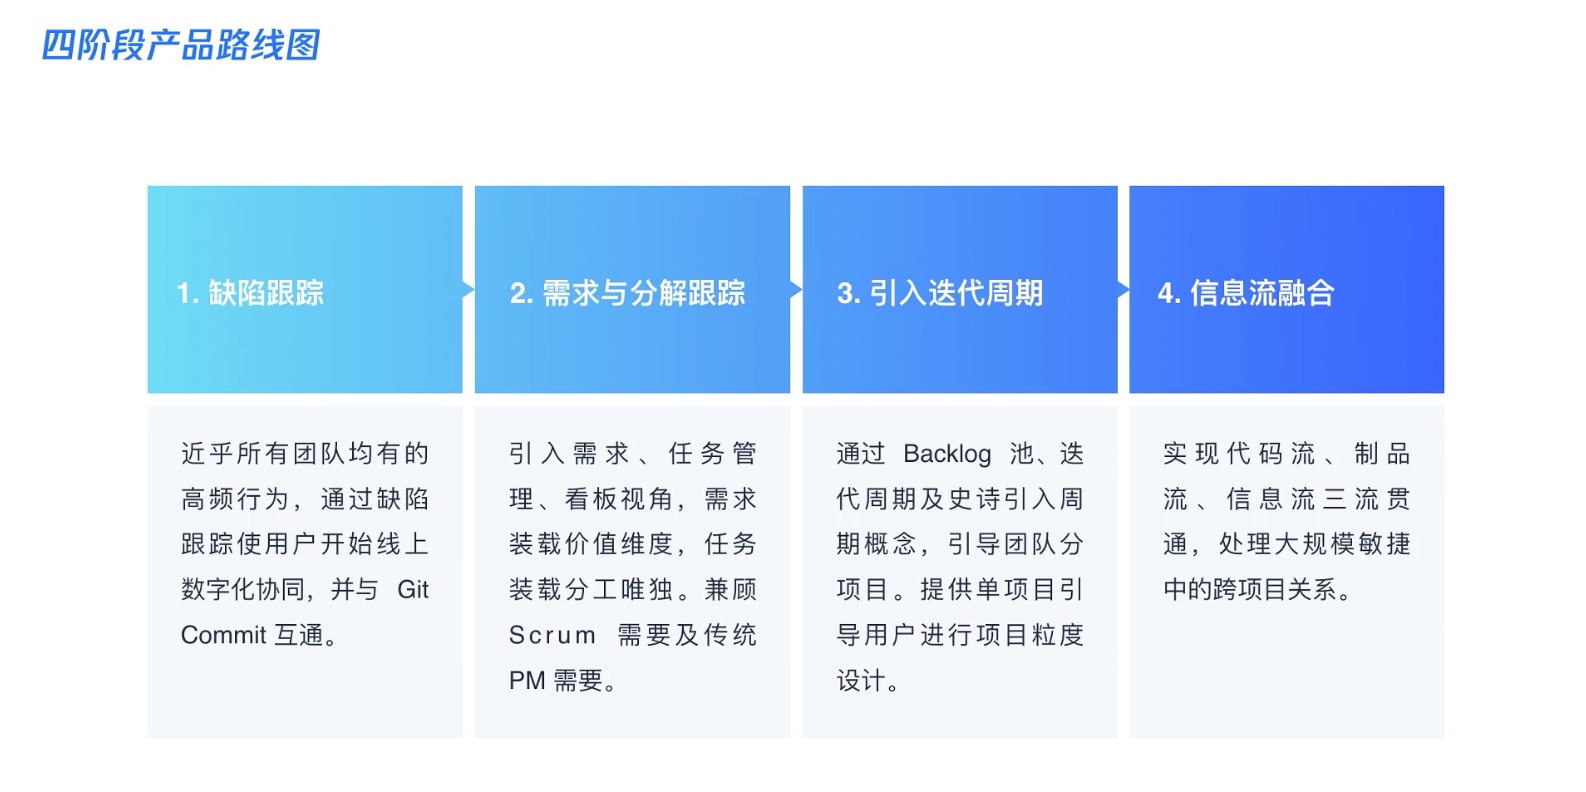 四阶段产品路线图
1. 缺陷跟踪
2. 需求与分解跟踪
3. 引入迭代周期
4. 信息流融合
近乎所有团队均有的
高频行为，通过缺陷
跟踪使用户开始线上
数字化协同，并与 Git
Commit 互通。
引入需求、任务管
理、看板视角，需求
装载价值维度，任务
装载分工唯独。兼顾
Scrum 需要及传统
PM 需要。
通过 Backlog 池、迭
代周期及史诗引入周
期概念，引导团队分
项目。提供单项目引
导用户进行项目粒度
设计。
实现代码流、制品
流、信息流三流贯
通，处理大规模敏捷
中的跨项目关系。